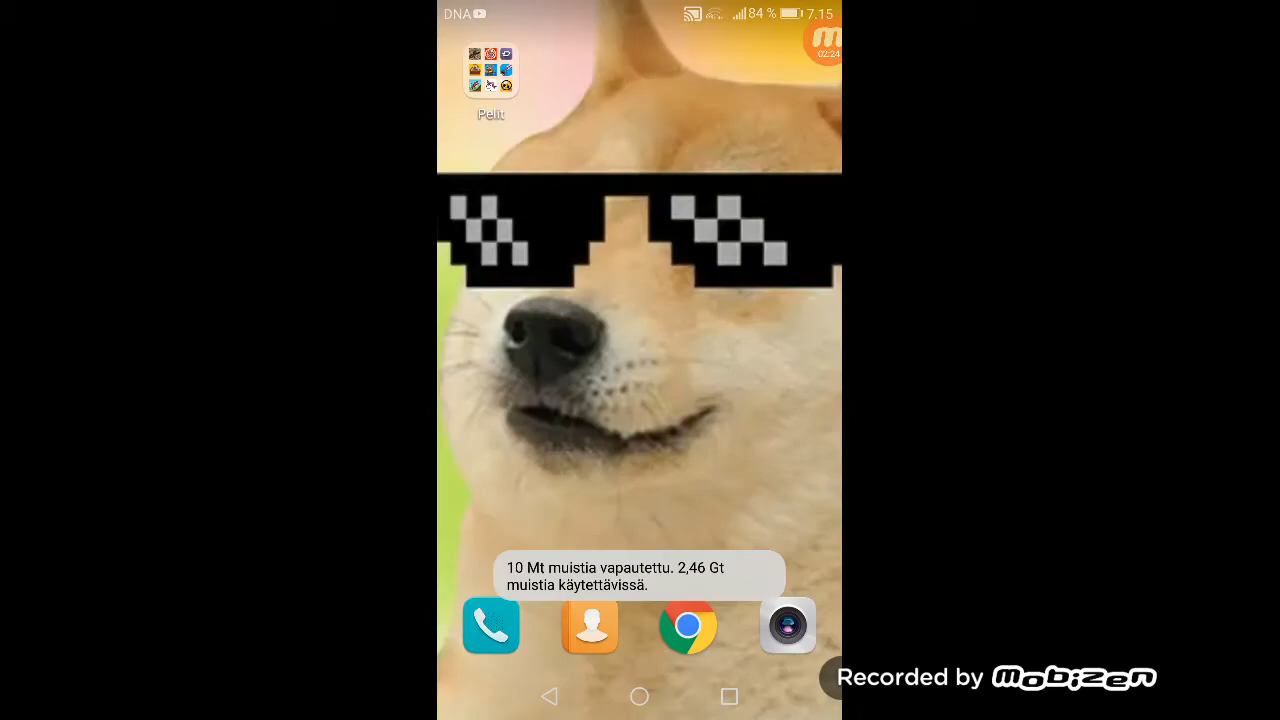 DNA
84 %
7.15
02:24
Pelit
10 Mt muistia vapautettu. 2,46 Gt
muistia käytettävissä.
Recorded by mobizen